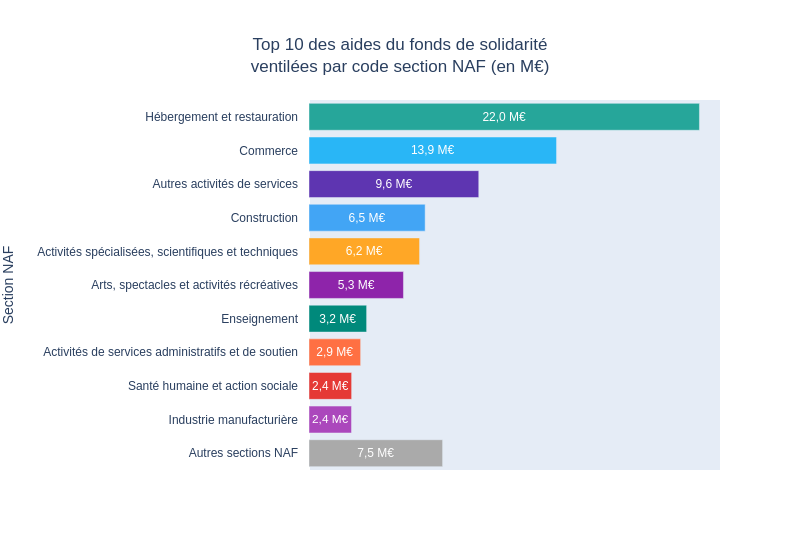 Top 10 des aides du fonds de solidarité
ventilées par code section NAF (en M€)
Section NAF
Hébergement et restauration 22,0 M€
Commerce 13,9 M€
Autres activités de services 9,6 M€
Construction 6,5 M€
Activités spécialisées, scientifiques et techniques 6,2 M€
Arts, spectacles et activités récréatives 5,3 M€
Enseignement 3,2 M€
Activités de services administratifs et de soutien 2,9 M€
Santé humaine et action sociale 2,4 M€
Industrie manufacturière 2,4 M€
Autres sections NAF 7,5 M€